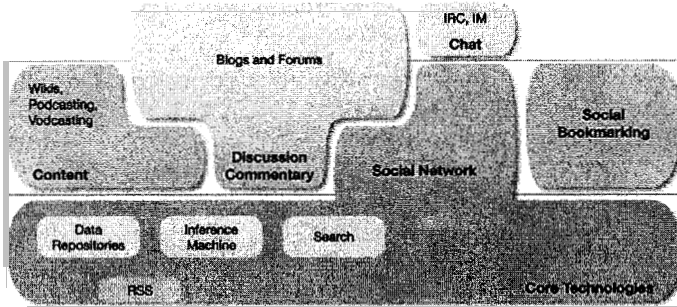 IRC, IM
Chat
Blogs and Forums
Wikis,
Podcasting,
Vodcasting
Content
Discussion
Commentary
Social Network
Social
Bookmarking
Data
Repositories
Inference
Machine
Search
RSS
Core Technologies